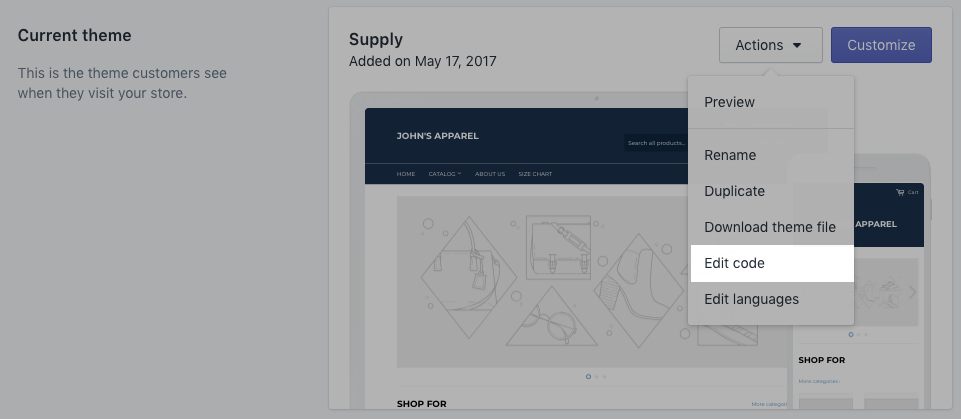 Current theme
This is the theme customers see
when they visit your store.
Supply
Added on May 17, 2017
Actions
Customize
Preview
Rename
Duplicate
Download theme file
Edit code
Edit languages
JOHN'S APPAREL
Search all products...
HOME
CATALOG
ABOUT US
SIZE CHART
SHOP FOR
More categori
Cart
APPAREL
SHOP FOR
More categories ›